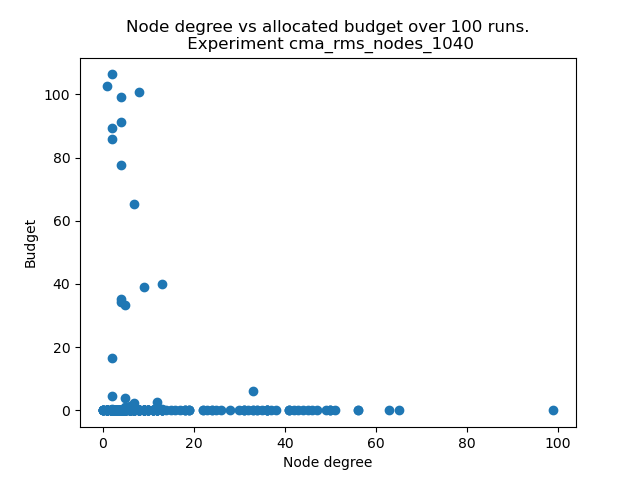 Node degree vs allocated budget over 100 runs.
Experiment cma_rms_nodes_1040
100
80
60
40
20
0
Budget
0 20 40 60 80 100
Node degree